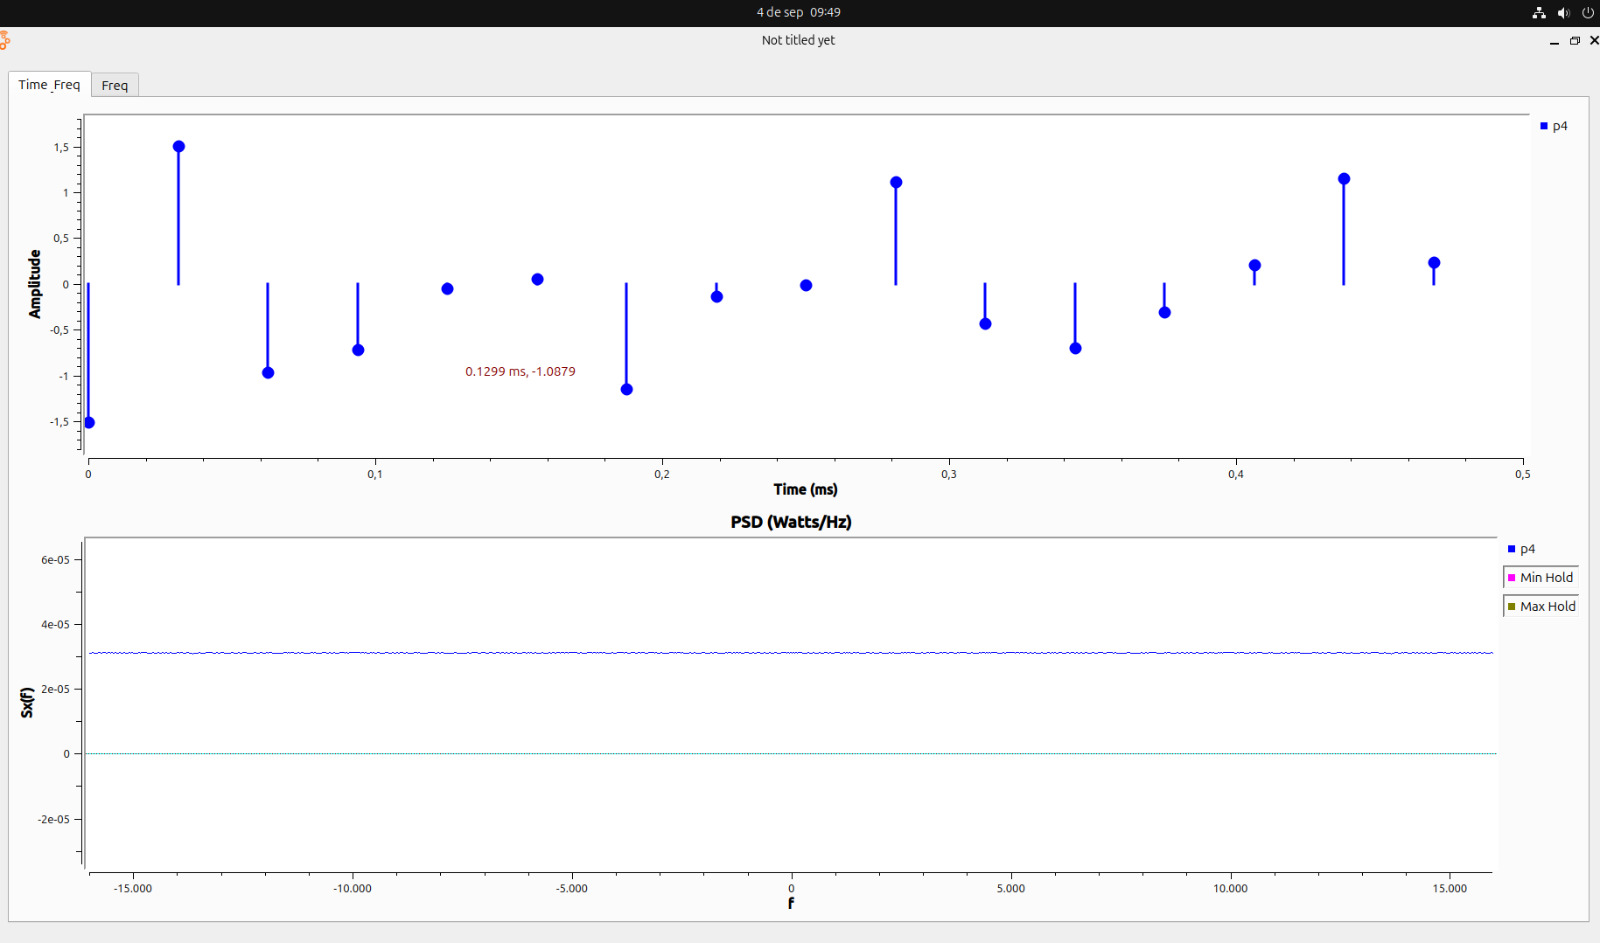 4 de sep 09:49
Not titled yet
Time_Freq
Freq
p4
1,5
1
0,5
0
-0,5
-1
-1,5
Amplitude
0.1299 ms, -1.0879
0
0,1
0,2
0,3
0,4
0,5
Time (ms)
PSD (Watts/Hz)
p4
Min Hold
Max Hold
6e-05
4e-05
2e-05
0
-2e-05
Sx(f)
-15.000
-10.000
-5.000
0
5.000
10.000
15.000
f